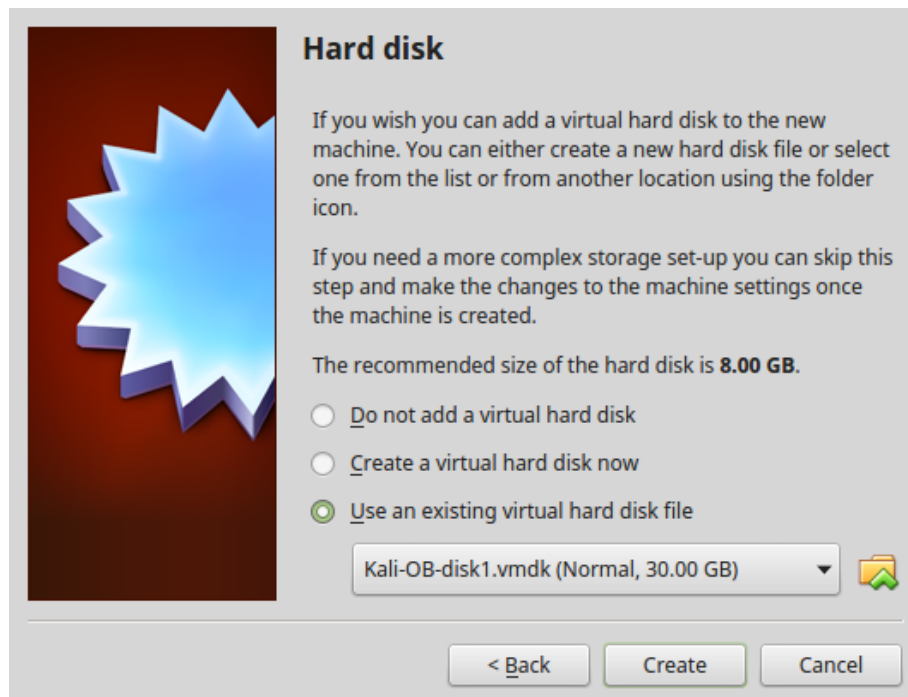 Hard disk
If you wish you can add a virtual hard disk to the new
machine. You can either create a new hard disk file or select
one from the list or from another location using the folder
icon.
If you need a more complex storage set-up you can skip this
step and make the changes to the machine settings once
the machine is created.
The recommended size of the hard disk is 8.00 GB.
Do not add a virtual hard disk
Create a virtual hard disk now
Use an existing virtual hard disk file
Kali-OB-disk1.vmdk (Normal, 30.00 GB)
< Back Create Cancel